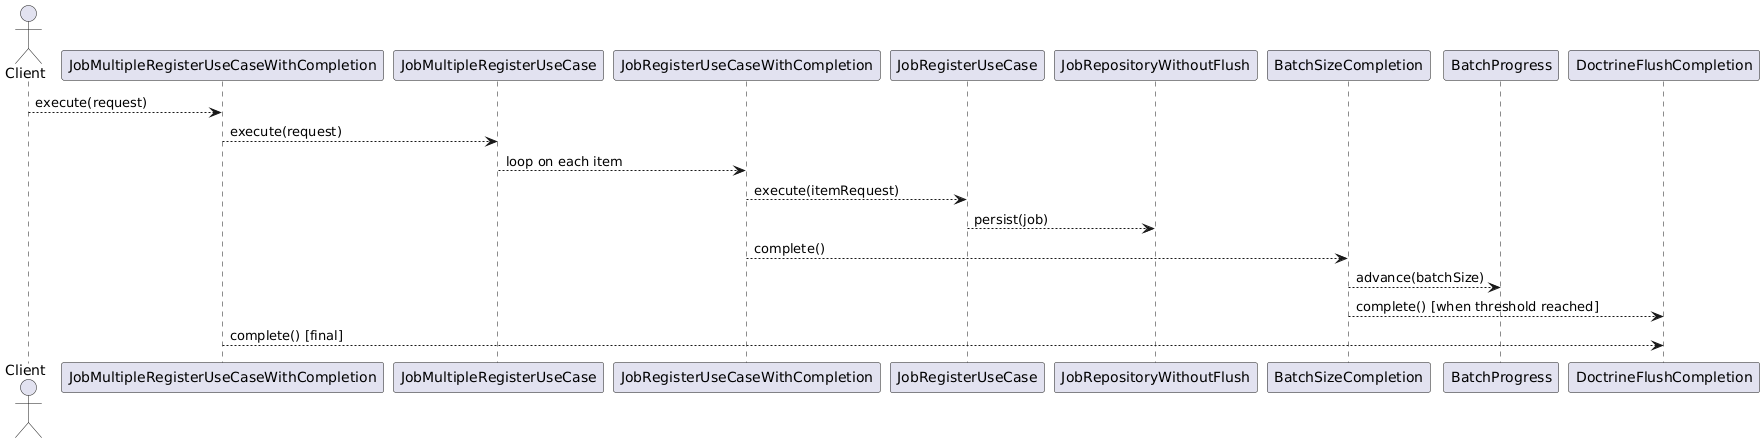 Client
JobMultipleRegisterUseCaseWithCompletion
JobMultipleRegisterUseCase
JobRegisterUseCaseWithCompletion
JobRegisterUseCase
JobRepositoryWithoutFlush
BatchSizeCompletion
BatchProgress
DoctrineFlushCompletion
execute(request)
execute(request)
loop on each item
execute(itemRequest)
persist(job)
complete()
advance(batchSize)
complete() [when threshold reached]
complete() [final]
Client
JobMultipleRegisterUseCaseWithCompletion
JobMultipleRegisterUseCase
JobRegisterUseCaseWithCompletion
JobRegisterUseCase
JobRepositoryWithoutFlush
BatchSizeCompletion
BatchProgress
DoctrineFlushCompletion